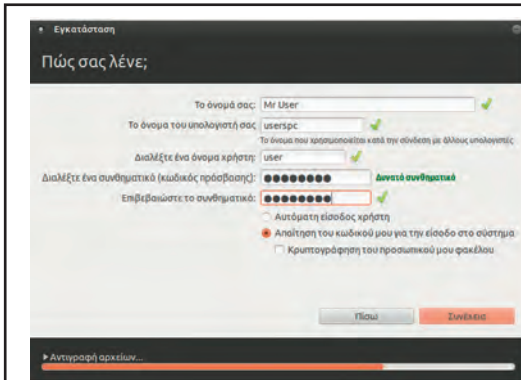 Εγκατάσταση
Πώς σας λένε;
Το όνομά σας: Mr User
Το όνομα του υπολογιστή σας userspc
Το όνομα που χρησιμοποιείται κατά την σύνδεση με άλλους υπολογιστές
Διαλέξτε ένα όνομα χρήστη: user
Διαλέξτε ένα συνθηματικό (κωδικός πρόσβασης): ●●●●●●●● Δυνατό συνθηματικό
Επιβεβαιώστε το συνθηματικό: ●●●●●●●●
Αυτόματη είσοδος χρήστη
Απαίτηση του κωδικού μου για την είσοδο στο σύστημα
Κρυπτογράφηση του προσωπικού μου φακέλου
Πίσω Συνέχεια
Αντιγραφή αρχείων...